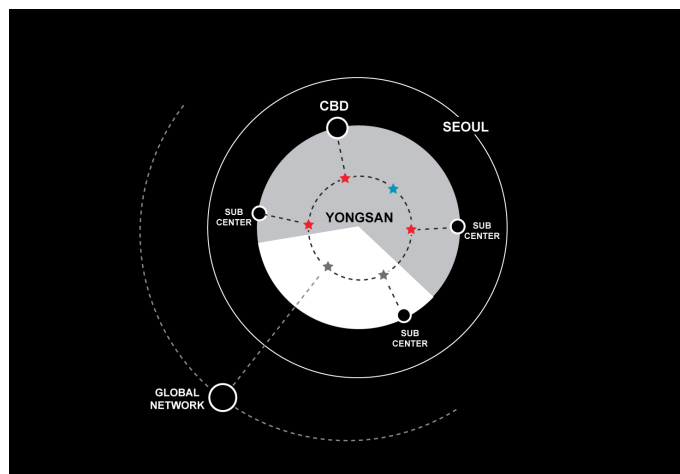 CBD
SEOUL
SUB
CENTER
YONGSAN
SUB
CENTER
SUB
CENTER
GLOBAL
NETWORK